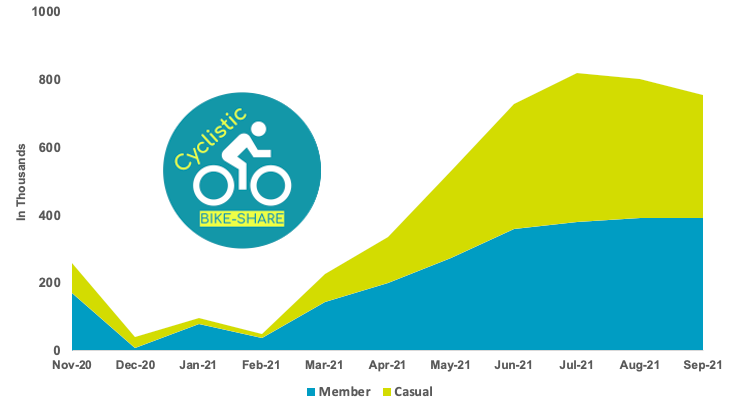 1000
800
600
400
200
0
In Thousands
Cyclistic
BIKE-SHARE
Nov-20 Dec-20 Jan-21 Feb-21 Mar-21 Apr-21 May-21 Jun-21 Jul-21 Aug-21 Sep-21
Member Casual